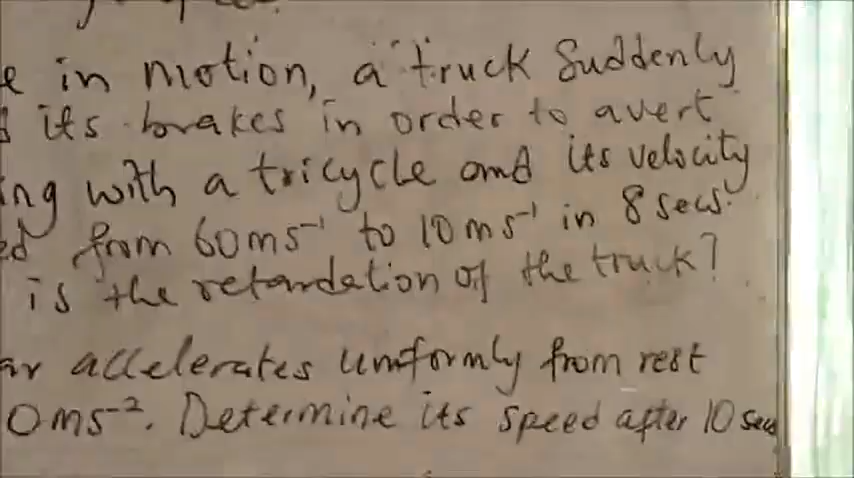 e in motion, a truck Suddenly
its brakes in order to avert
ing with a tricycle and its velocity
ed from 60ms⁻¹ to 10ms⁻¹ in 8 secs.
is the retardation of the truck?
ar accelerates uniformly from rest
0ms⁻². Determine its speed after 10 secs